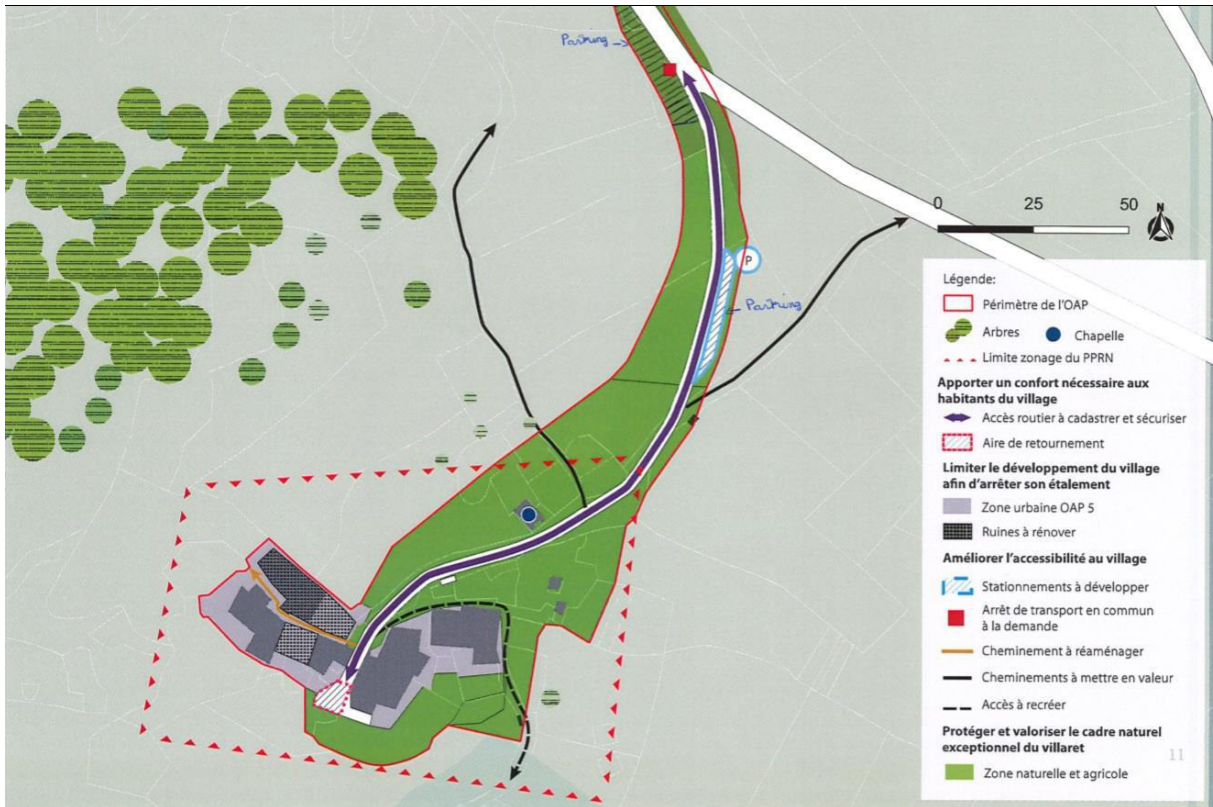 Parking
P
Parking
0 25 50
N
Légende:
Périmètre de l'OAP
Arbres Chapelle
Limite zonage du PPRN
Apporter un confort nécessaire aux
habitants du village
Accès routier à cadastrer et sécuriser
Aire de retournement
Limiter le développement du village
afin d'arrêter son étalement
Zone urbaine OAP 5
Ruines à rénover
Améliorer l'accessibilité au village
Stationnements à développer
Arrêt de transport en commun
à la demande
Cheminement à réaménager
Cheminements à mettre en valeur
Accès à recréer
Protéger et valoriser le cadre naturel
exceptionnel du villaret
11
Zone naturelle et agricole